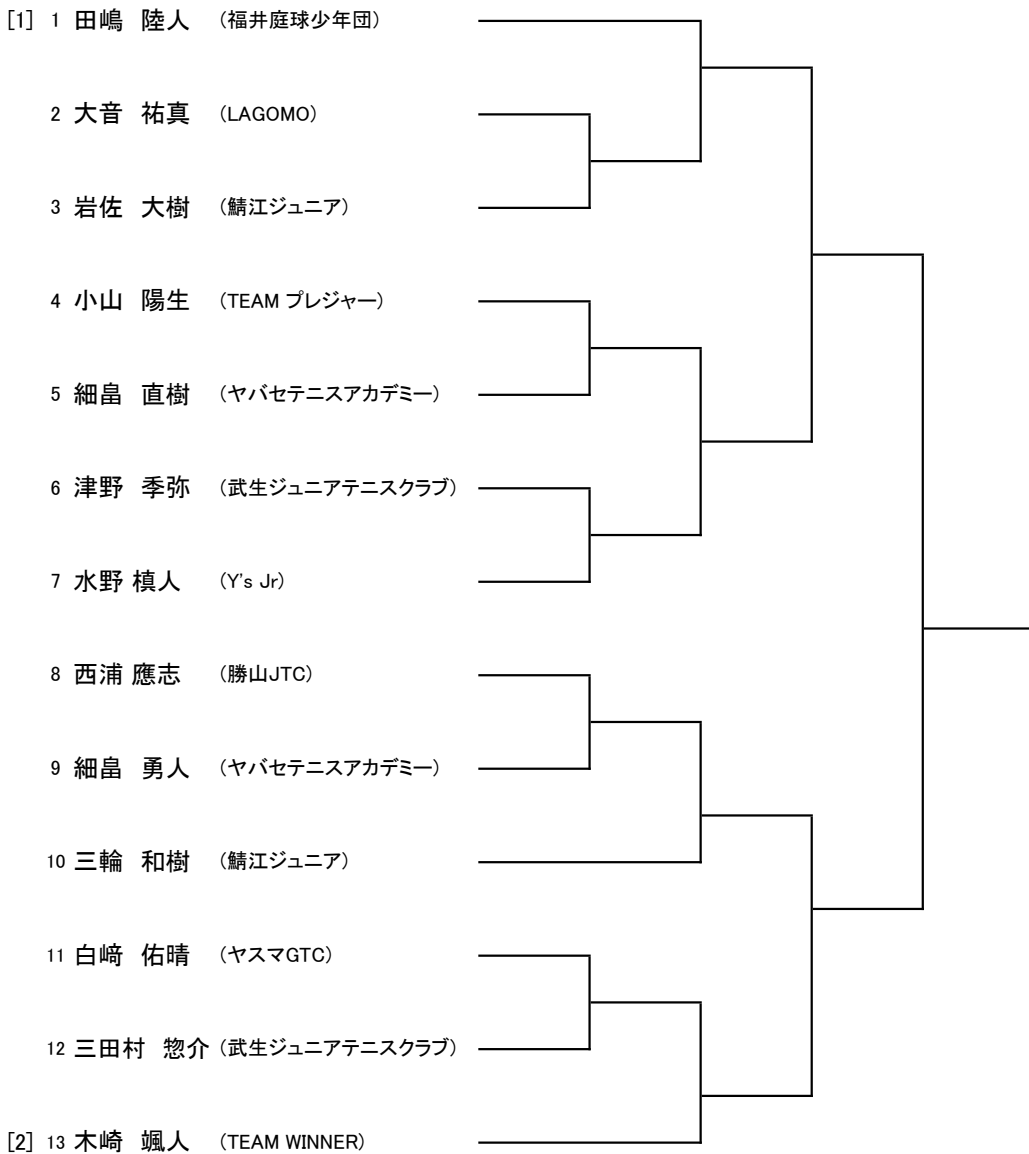 [1] 1 田嶋 陸人 (福井庭球少年団)
2 大音 祐真 (LAGOMO)
3 岩佐 大樹 (鯖江ジュニア)
4 小山 陽生 (TEAM プレジャー)
5 細畠 直樹 (ヤバセテニスアカデミー)
6 津野 季弥 (武生ジュニアテニスクラブ)
7 水野 槙人 (Y's Jr)
8 西浦 應志 (勝山JTC)
9 細畠 勇人 (ヤバセテニスアカデミー)
10 三輪 和樹 (鯖江ジュニア)
11 白﨑 佑晴 (ヤスマGTC)
12 三田村 惣介 (武生ジュニアテニスクラブ)
[2] 13 木崎 颯人 (TEAM WINNER)